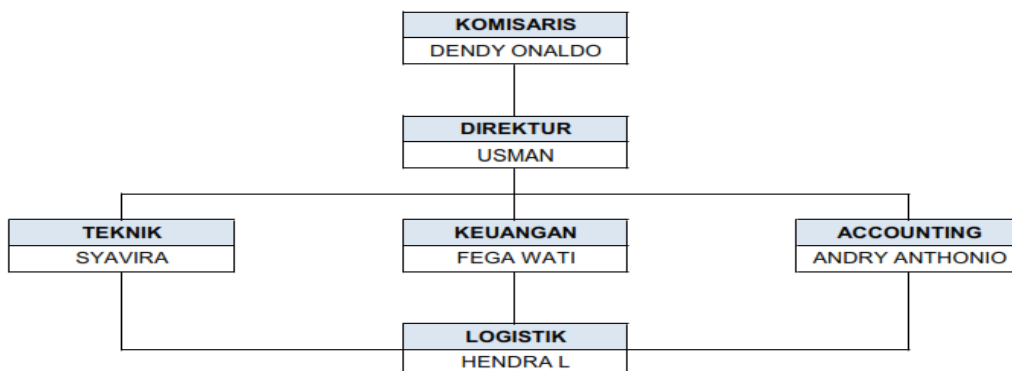 KOMISARIS
DENDY ONALDO
DIREKTUR
USMAN
TEKNIK
SYAVIRA
KEUANGAN
FEGA WATI
ACCOUNTING
ANDRY ANTHONIO
LOGISTIK
HENDRA L